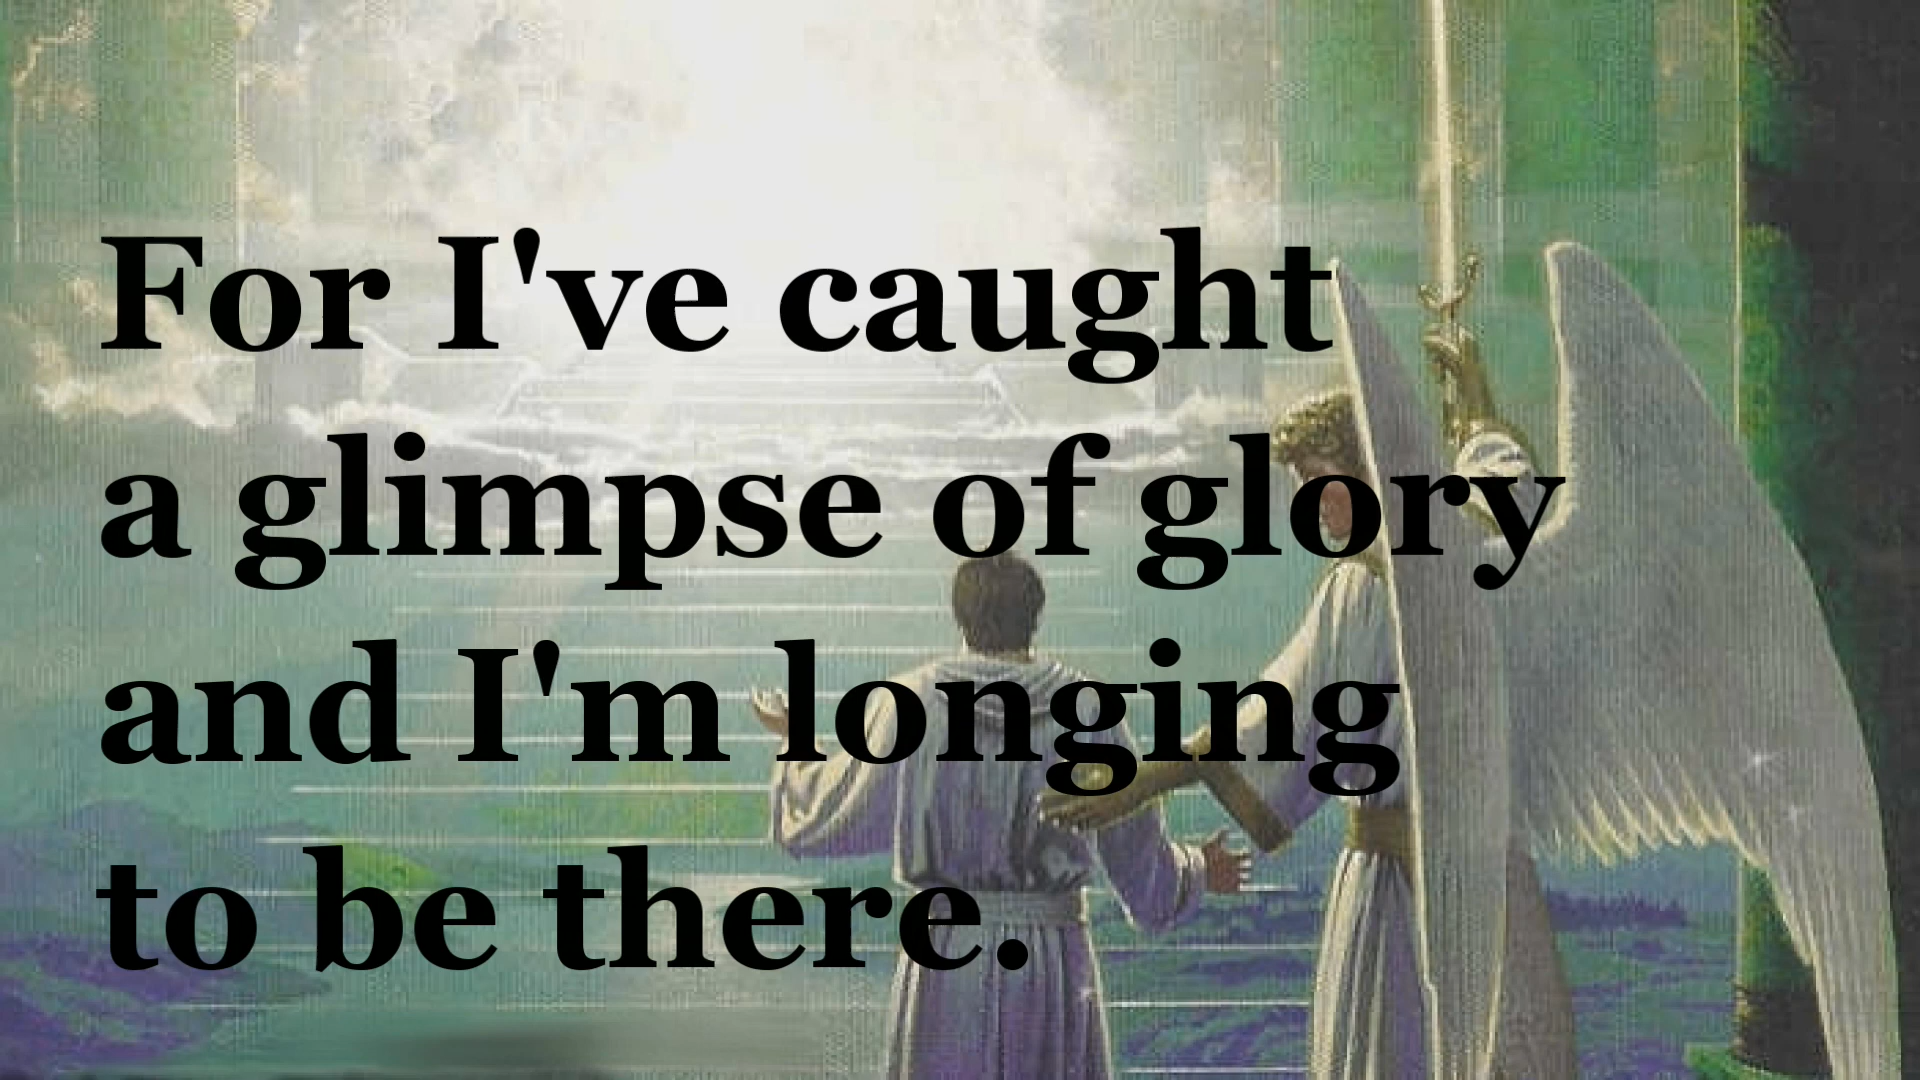 For I've caught
a glimpse of glory
and I'm longing
to be there.